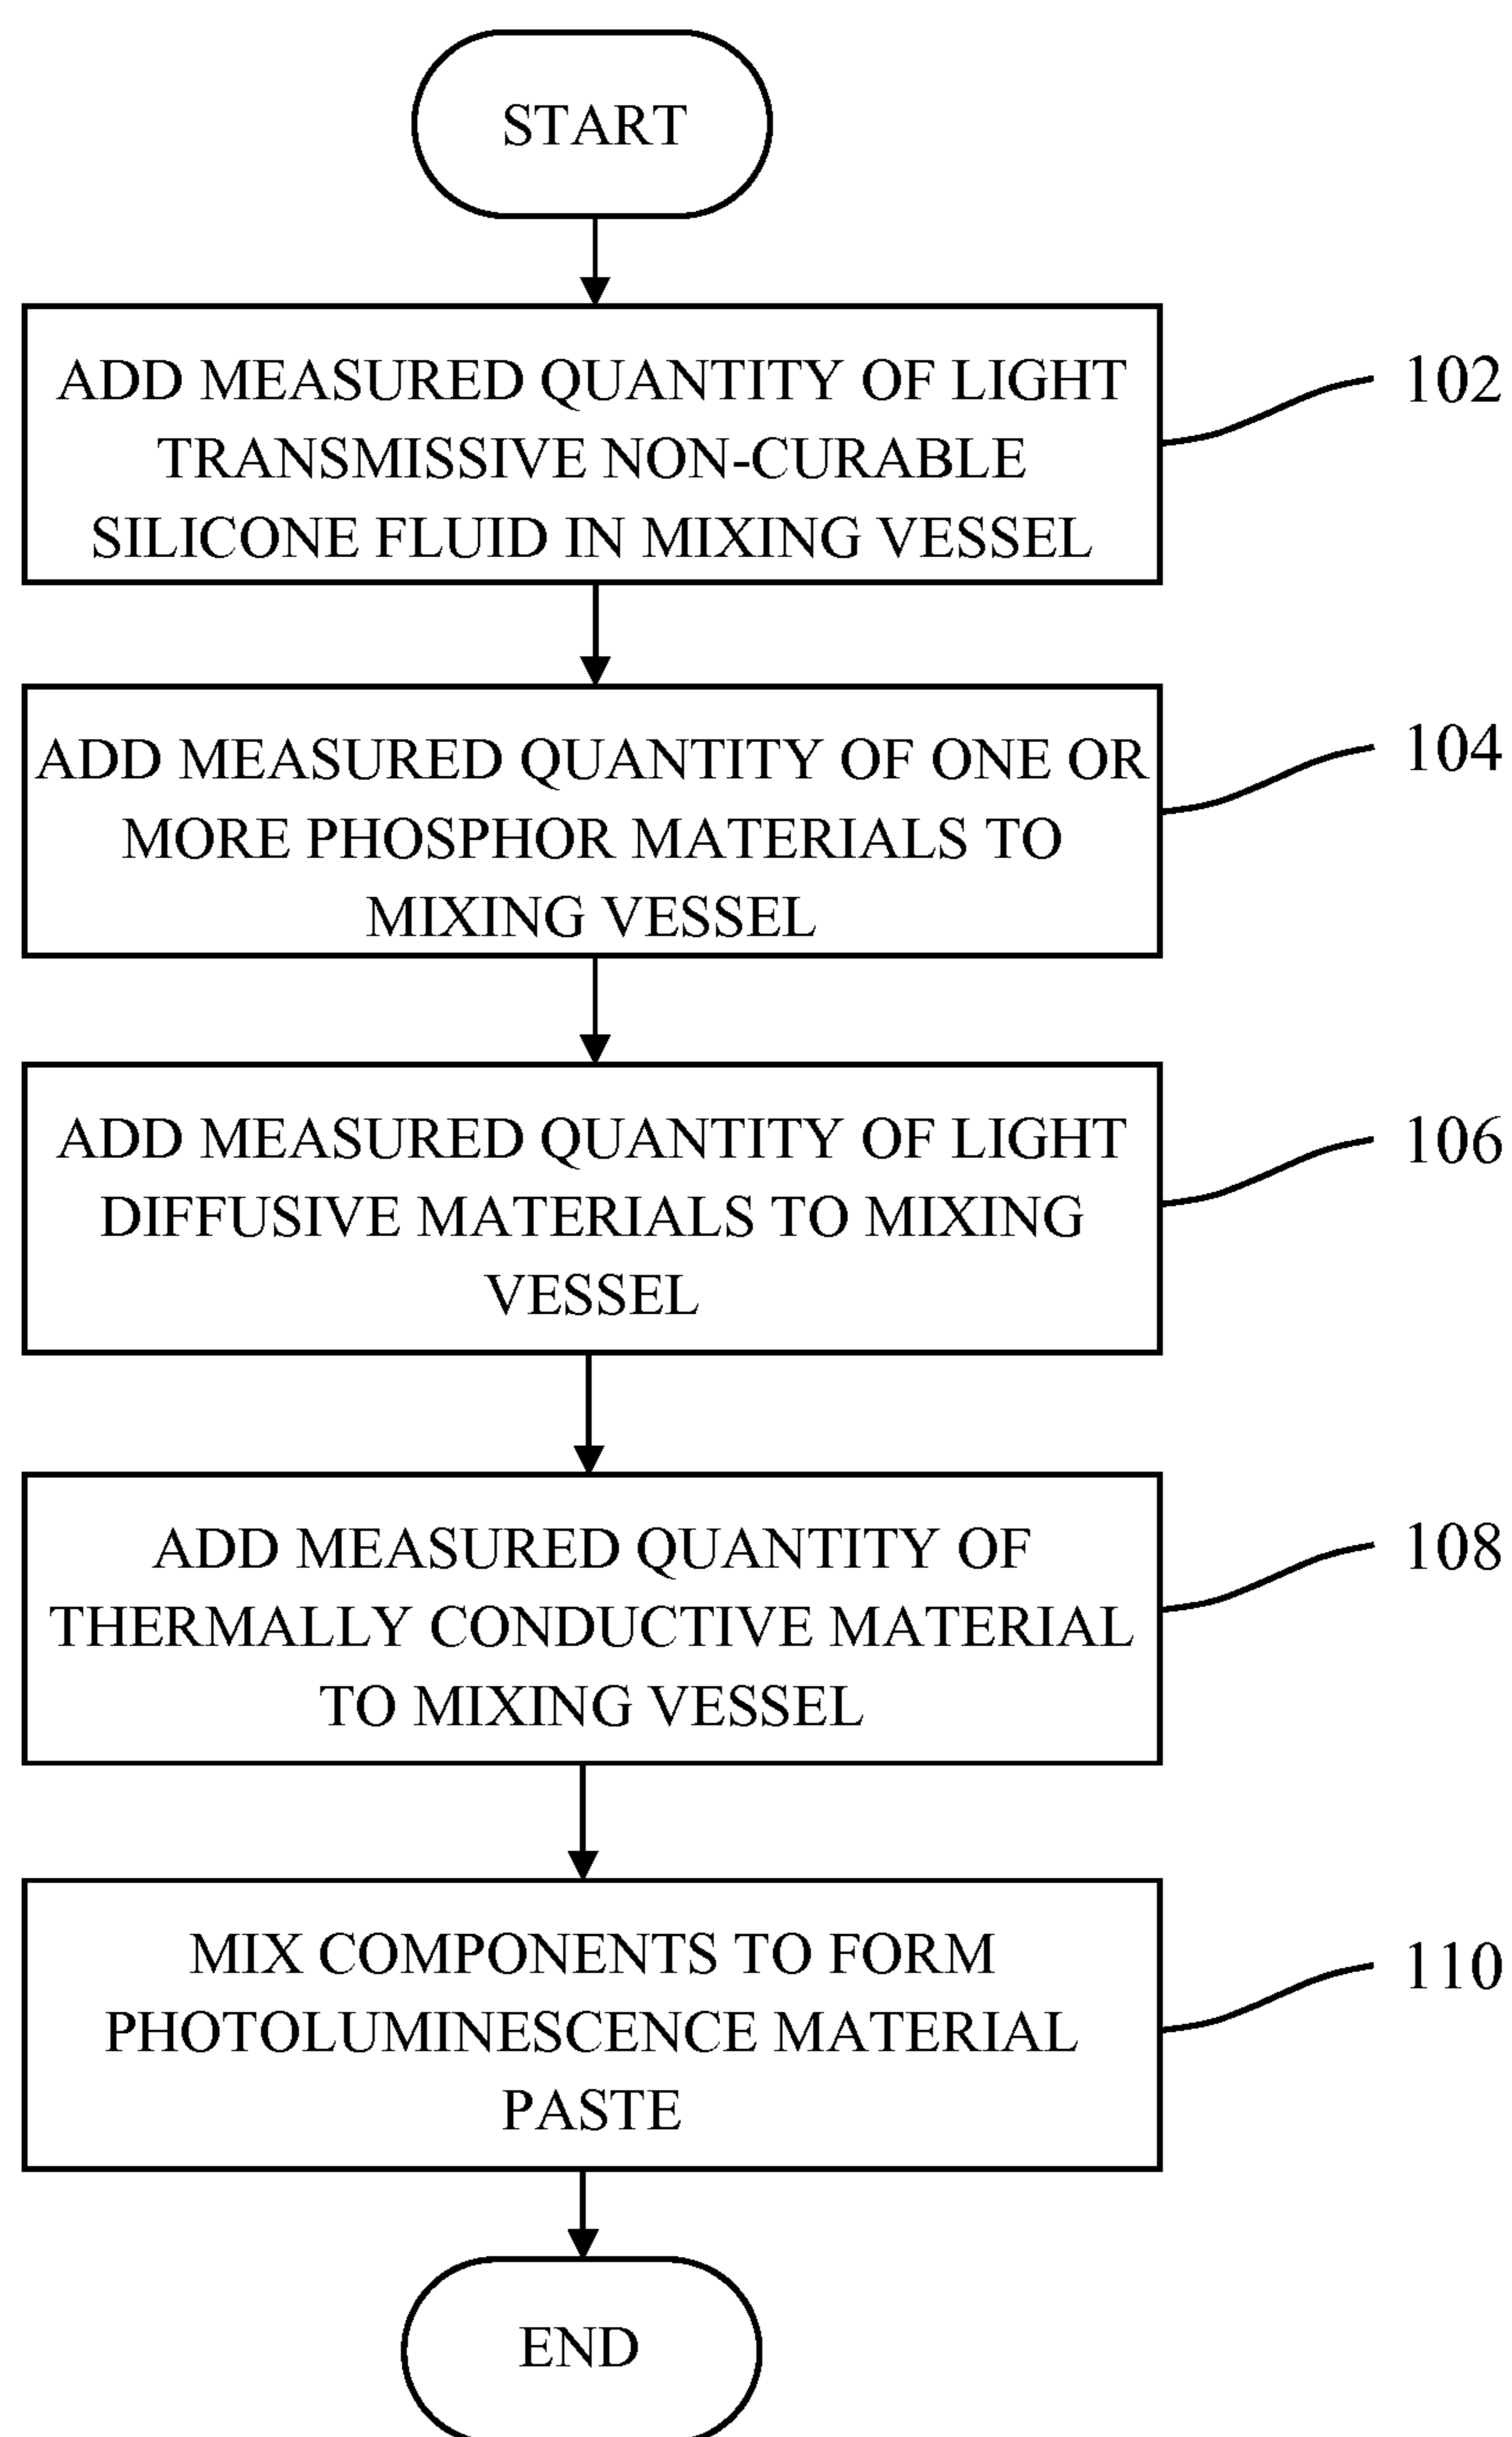 START
ADD MEASURED QUANTITY OF LIGHT
TRANSMISSIVE NON-CURABLE
SILICONE FLUID IN MIXING VESSEL
102
ADD MEASURED QUANTITY OF ONE OR
MORE PHOSPHOR MATERIALS TO
MIXING VESSEL
104
ADD MEASURED QUANTITY OF LIGHT
DIFFUSIVE MATERIALS TO MIXING
VESSEL
106
ADD MEASURED QUANTITY OF
THERMALLY CONDUCTIVE MATERIAL
TO MIXING VESSEL
108
MIX COMPONENTS TO FORM
PHOTOLUMINESCENCE MATERIAL
PASTE
110
END